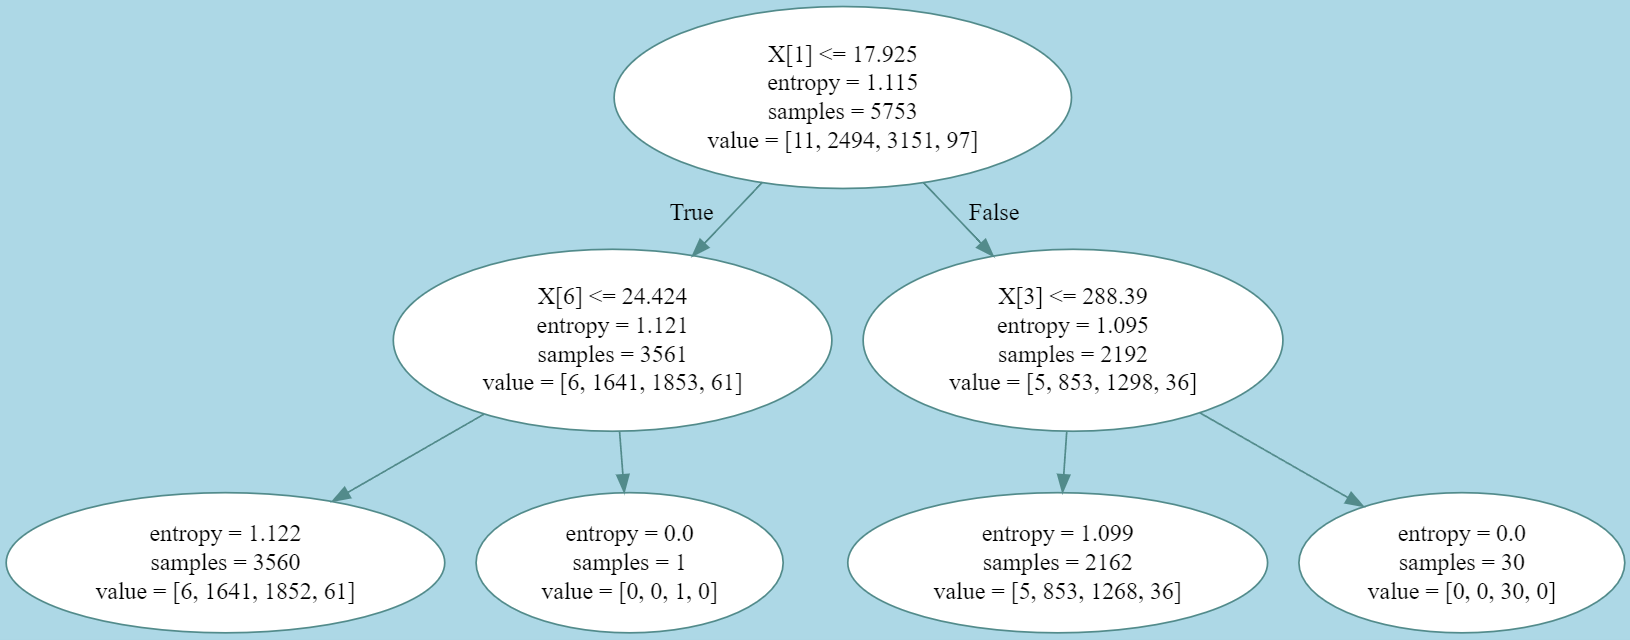 X[1] <= 17.925
entropy = 1.115
samples = 5753
value = [11, 2494, 3151, 97]
True
False
X[6] <= 24.424
entropy = 1.121
samples = 3561
value = [6, 1641, 1853, 61]
X[3] <= 288.39
entropy = 1.095
samples = 2192
value = [5, 853, 1298, 36]
entropy = 1.122
samples = 3560
value = [6, 1641, 1852, 61]
entropy = 0.0
samples = 1
value = [0, 0, 1, 0]
entropy = 1.099
samples = 2162
value = [5, 853, 1268, 36]
entropy = 0.0
samples = 30
value = [0, 0, 30, 0]